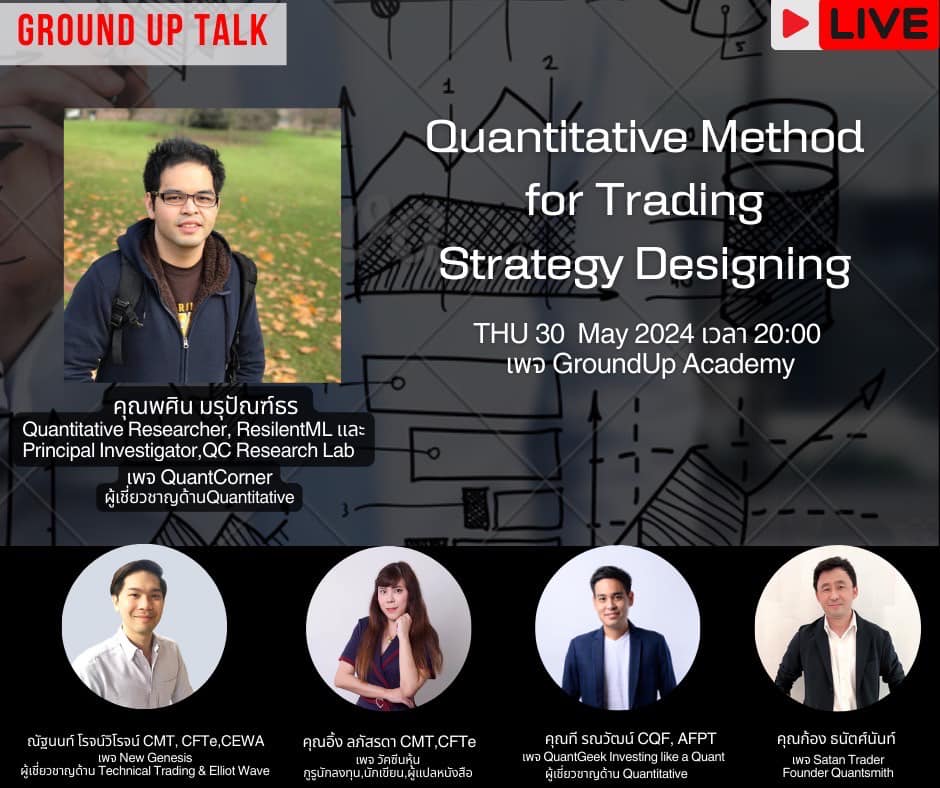 GROUND UP TALK
LIVE
Quantitative Method
for Trading
Strategy Designing
THU 30 May 2024 เวลา 20:00
เพจ GroundUp Academy
คุณพศิน มรุปัณฑ์ธร
Quantitative Researcher, ResilentML และ
Principal Investigator,QC Research Lab
เพจ QuantCorner
ผู้เชี่ยวชาญด้านQuantitative
1
2
5
3
ณัฐนนท์ โรจน์วิโรจน์ CMT, CFTe,CEWA
เพจ New Genesis
ผู้เชี่ยวชาญด้าน Technical Trading & Elliot Wave
คุณอิ้ง ลภัสรดา CMT,CFTe
เพจ วัคซีนหุ้น
กูรูนักลงทุน,นักเขียน,ผู้แปลหนังสือ
คุณที รณวัฒน์ CQF, AFPT
เพจ QuantGeek Investing like a Quant
ผู้เชี่ยวชาญด้าน Quantitative
คุณก้อง ธนัตศ์นันท์
เพจ Satan Trader
Founder Quantsmith